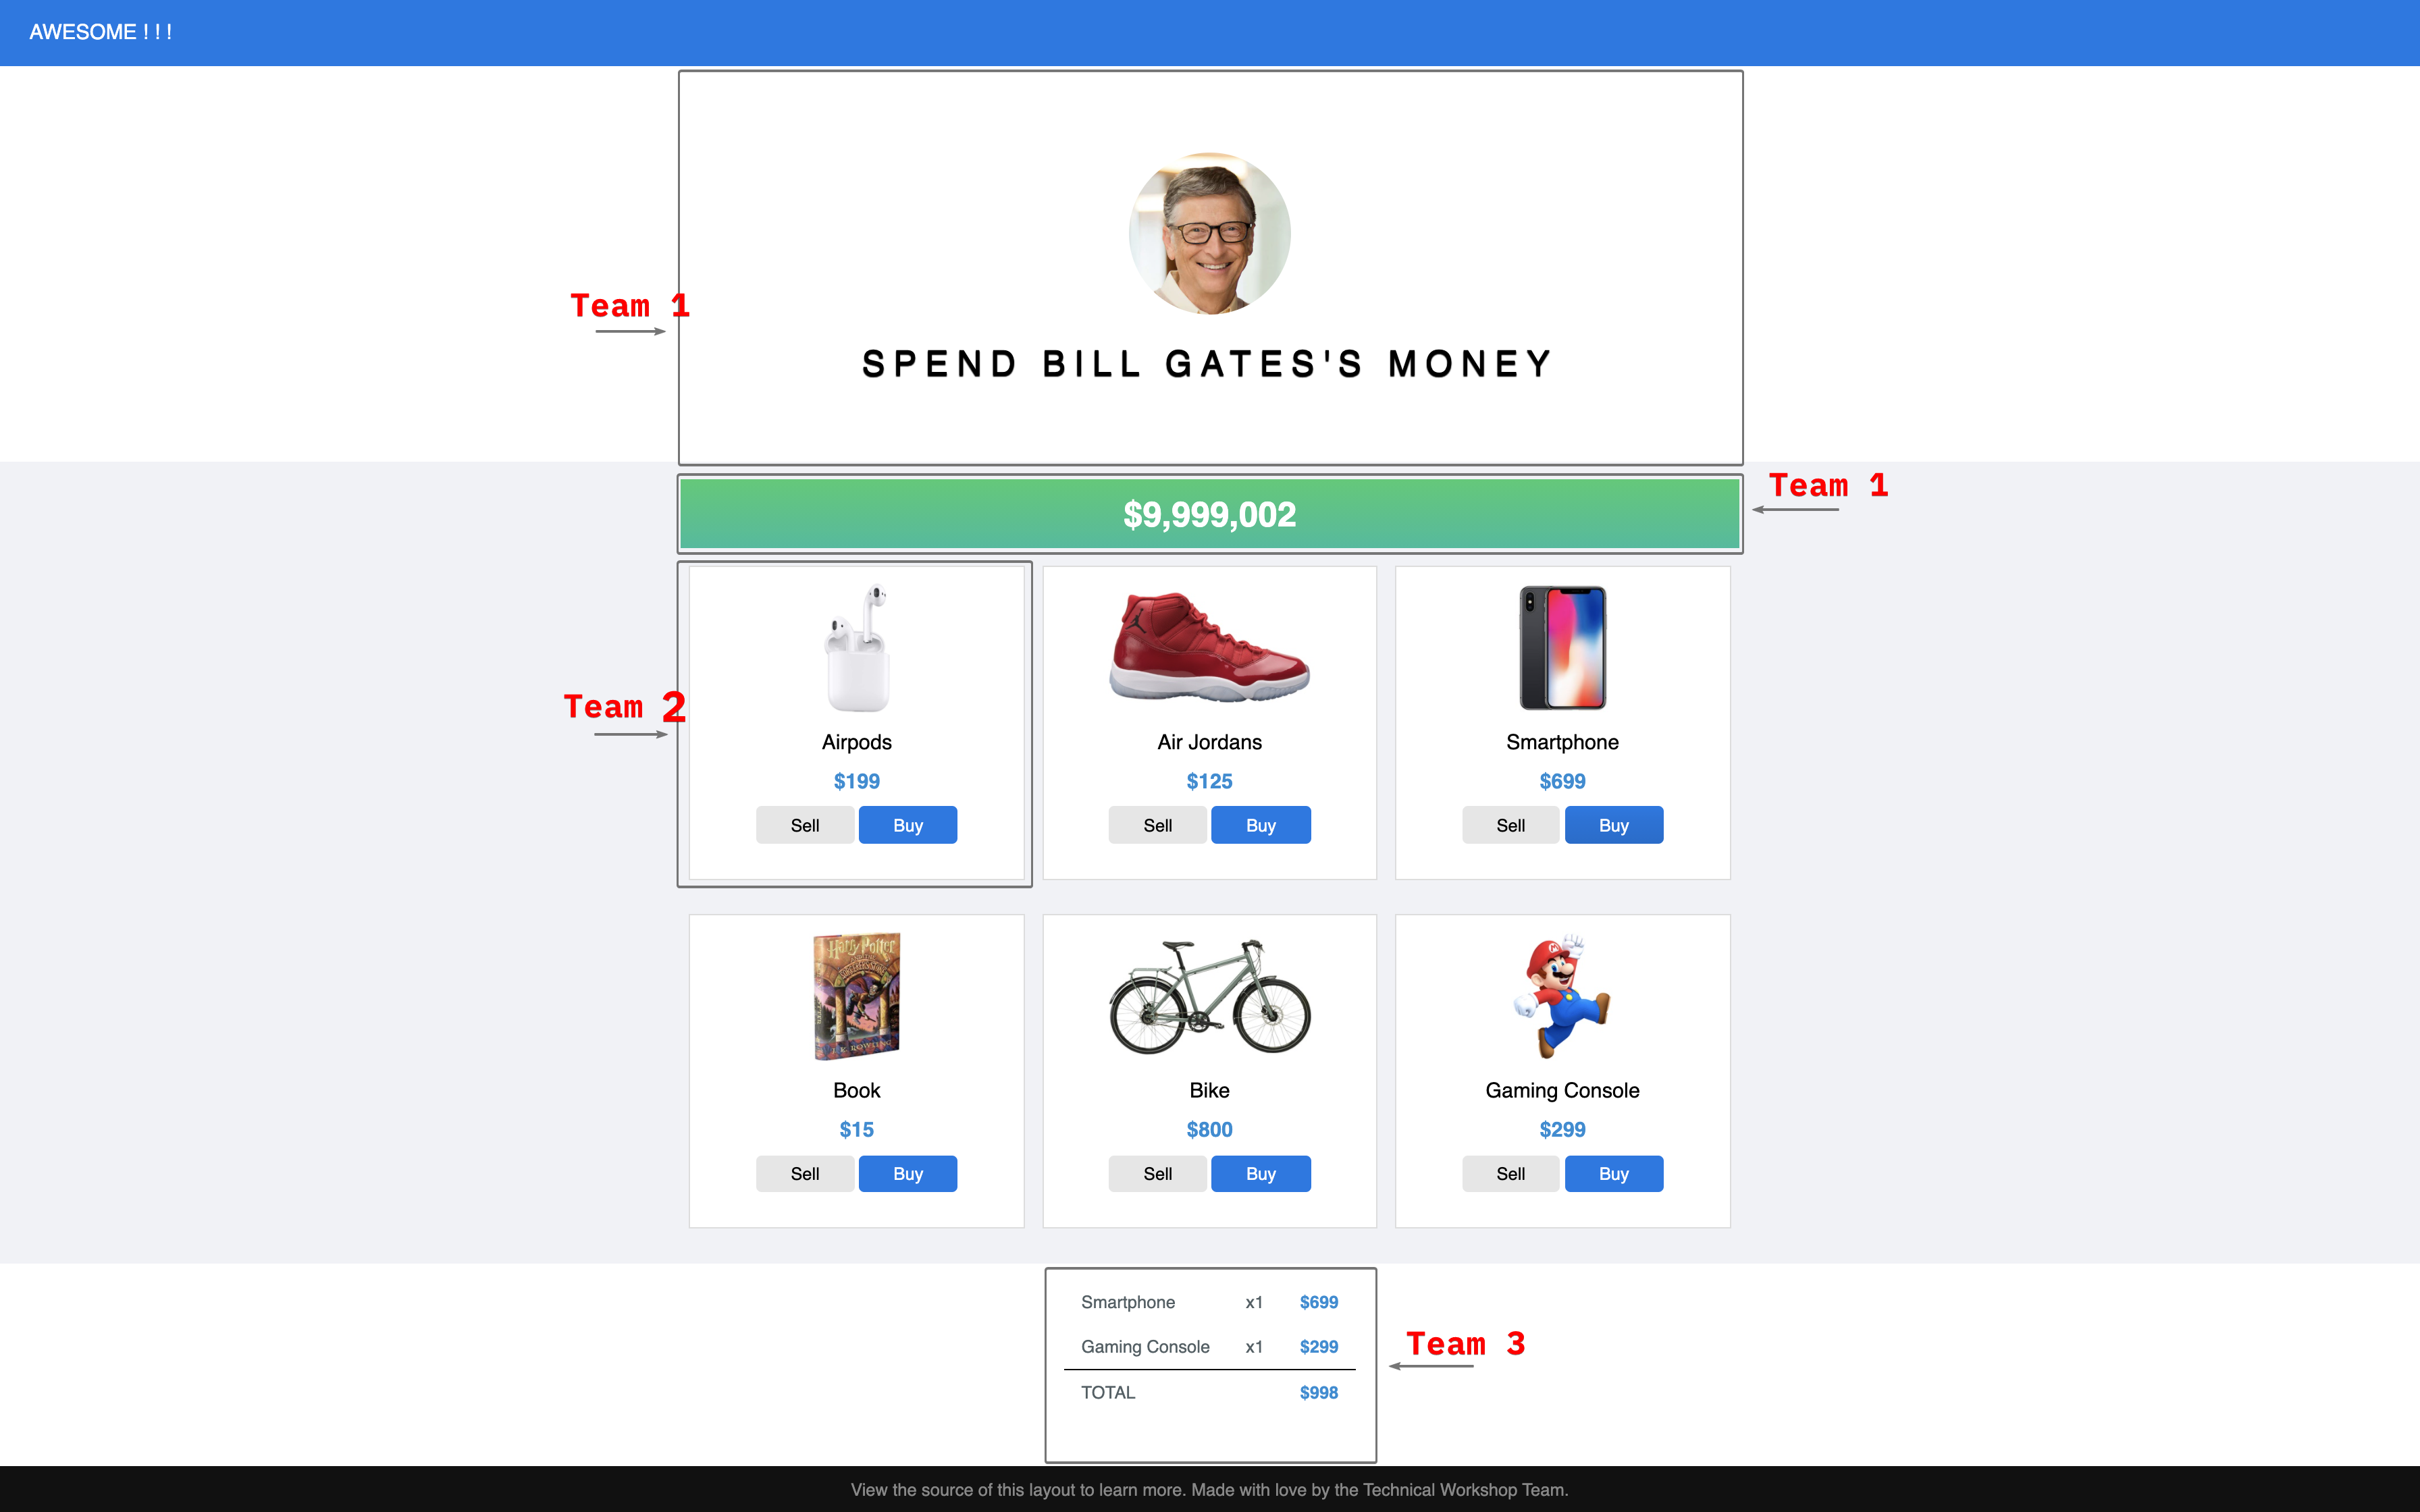 AWESOME ! ! !
Team 1
SPEND BILL GATES'S MONEY
Team 1
$9,999,002
Team 2
Airpods
$199
Sell Buy
Air Jordans
$125
Sell Buy
Smartphone
$699
Sell Buy
Harry Potter
J. K. ROWLING
Book
$15
Sell Buy
Bike
$800
Sell Buy
M
Gaming Console
$299
Sell Buy
Smartphone x1 $699
Gaming Console x1 $299
TOTAL $998
Team 3
View the source of this layout to learn more. Made with love by the Technical Workshop Team.